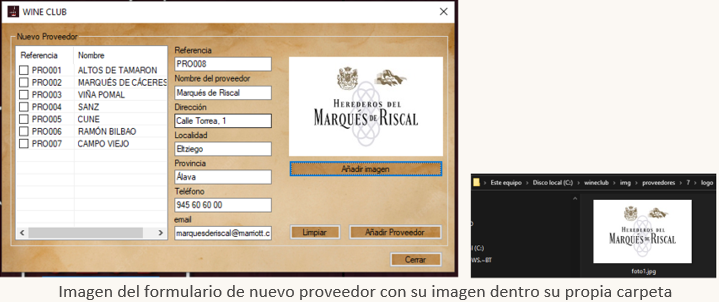 WINE CLUB
Nuevo Proveedor
Referencia Nombre
PRO001 ALTOS DE TAMARON
PRO002 MARQUÉS DE CÁCERES
PRO003 VIÑA POMAL
PRO004 SANZ
PRO005 CUNE
PRO006 RAMÓN BILBAO
PRO007 CAMPO VIEJO
Referencia
PRO008
Nombre del proveedor
Marqués de Riscal
Dirección
Calle Torrea, 1
Localidad
Eltziego
Provincia
Álava
Teléfono
945 60 60 00
email
marquesderiscal@marriott.c
HEREDEROS DEL
MARQUÉS DE RISCAL
Añadir imagen
Limpiar
Añadir Proveedor
Cerrar
Este equipo > Disco local (C:) > wineclub > img > proveedores > 7 > logo
l (C:)
WS.~BT
HEREDEROS DEL
MARQUÉS DE RISCAL
foto1.jpg
Imagen del formulario de nuevo proveedor con su imagen dentro su propia carpeta